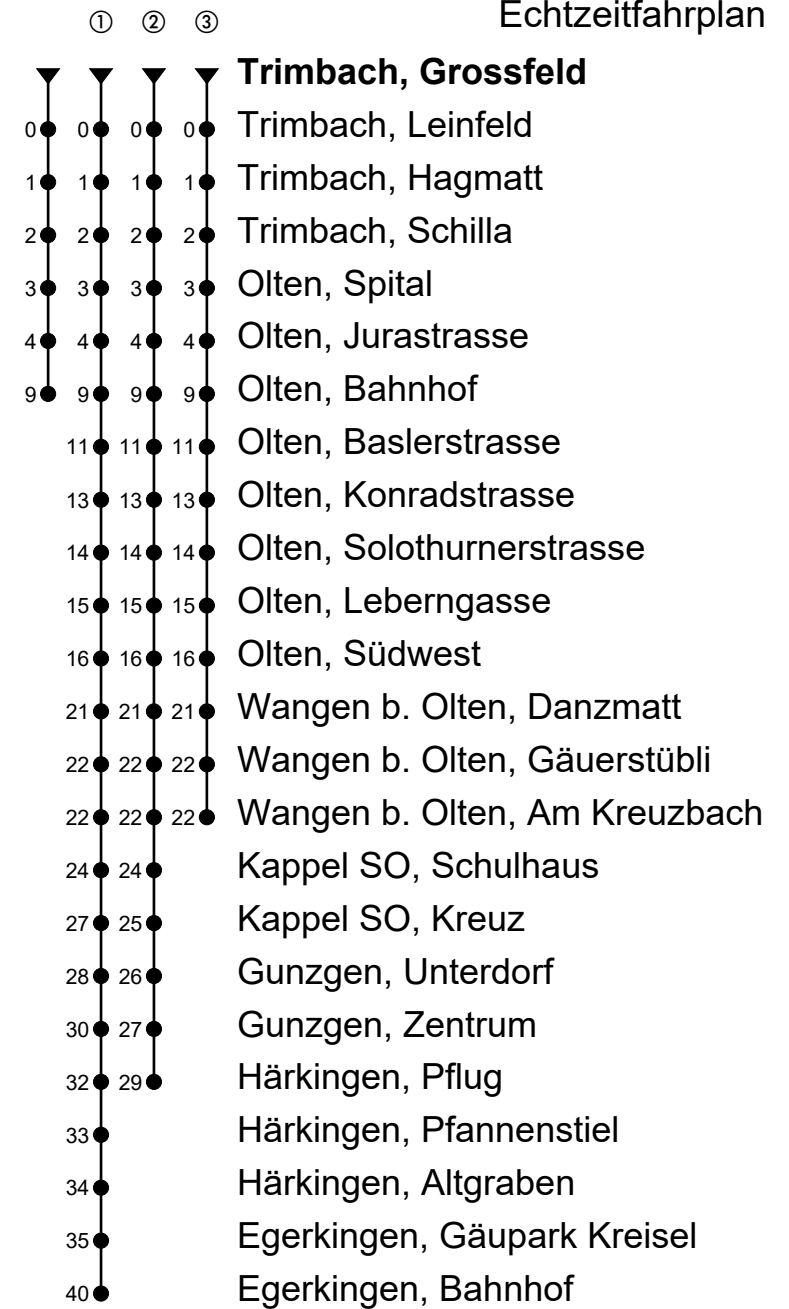 Echtzeitfahrplan
① ② ③
Trimbach, Grossfeld
0 0 0 0 Trimbach, Leinfeld
1 1 1 1 Trimbach, Hagmatt
2 2 2 2 Trimbach, Schilla
3 3 3 3 Olten, Spital
4 4 4 4 Olten, Jurastrasse
9 9 9 9 Olten, Bahnhof
11 11 11 Olten, Baslerstrasse
13 13 13 Olten, Konradstrasse
14 14 14 Olten, Solothurnerstrasse
15 15 15 Olten, Leberngasse
16 16 16 Olten, Südwest
21 21 21 Wangen b. Olten, Danzmatt
22 22 22 Wangen b. Olten, Gäuerstübli
22 22 22 Wangen b. Olten, Am Kreuzbach
24 24 Kappel SO, Schulhaus
27 25 Kappel SO, Kreuz
28 26 Gunzgen, Unterdorf
30 27 Gunzgen, Zentrum
32 29 Härkingen, Pflug
33 Härkingen, Pfannenstiel
34 Härkingen, Altgraben
35 Egerkingen, Gäupark Kreisel
40 Egerkingen, Bahnhof